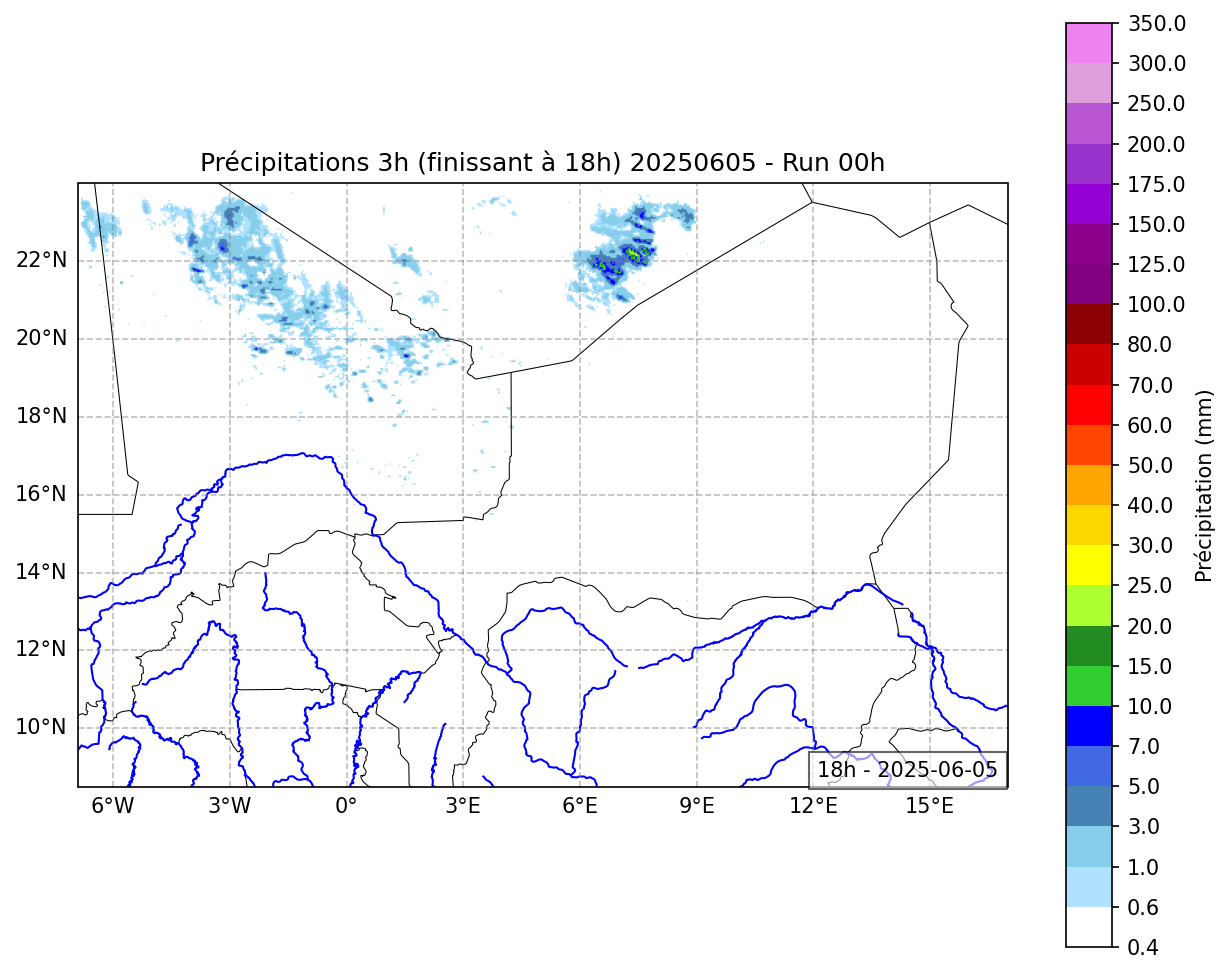 Précipitations 3h (finissant à 18h) 20250605 - Run 00h
22°N
20°N
18°N
16°N
14°N
12°N
10°N
6°W 3°W 0° 3°E 6°E 9°E 12°E 15°E
18h - 2025-06-05
350.0
300.0
250.0
200.0
175.0
150.0
125.0
100.0
80.0
70.0
60.0
50.0
40.0
30.0
25.0
20.0
15.0
10.0
7.0
5.0
3.0
1.0
0.6
0.4
Précipitation (mm)